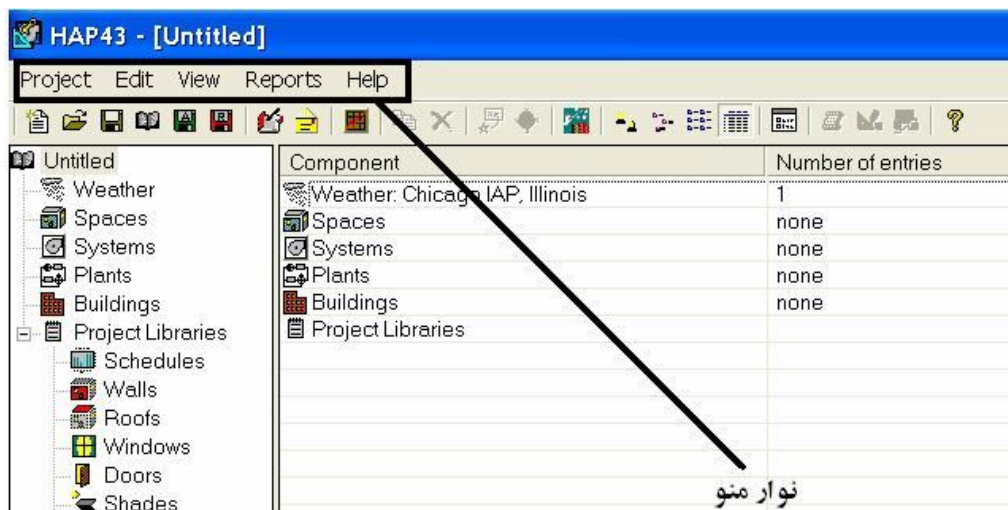 HAP43 - [Untitled]
Project Edit View Reports Help
Untitled
Weather
Spaces
Systems
Plants
Buildings
Project Libraries
Schedules
Walls
Roofs
Windows
Doors
Shades
Component Number of entries
Weather: Chicago IAP, Illinois 1
Spaces none
Systems none
Plants none
Buildings none
Project Libraries
نوار منو